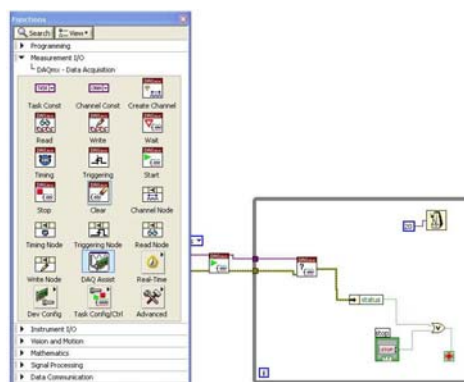 Functions
Search View
Programming
Measurement I/O
DAQmx - Data Acquisition
Task Const Channel Const Create Channel
Read Write Wait
Timing Triggering Start
Stop Clear Channel Node
Timing Node Triggering Node Read Node
Write Node DAQ Assist Real-Time
Dev Config Task Config/Ctrl Advanced
Instrument I/O
Vision and Motion
Mathematics
Signal Processing
Data Communication
status
stop
i